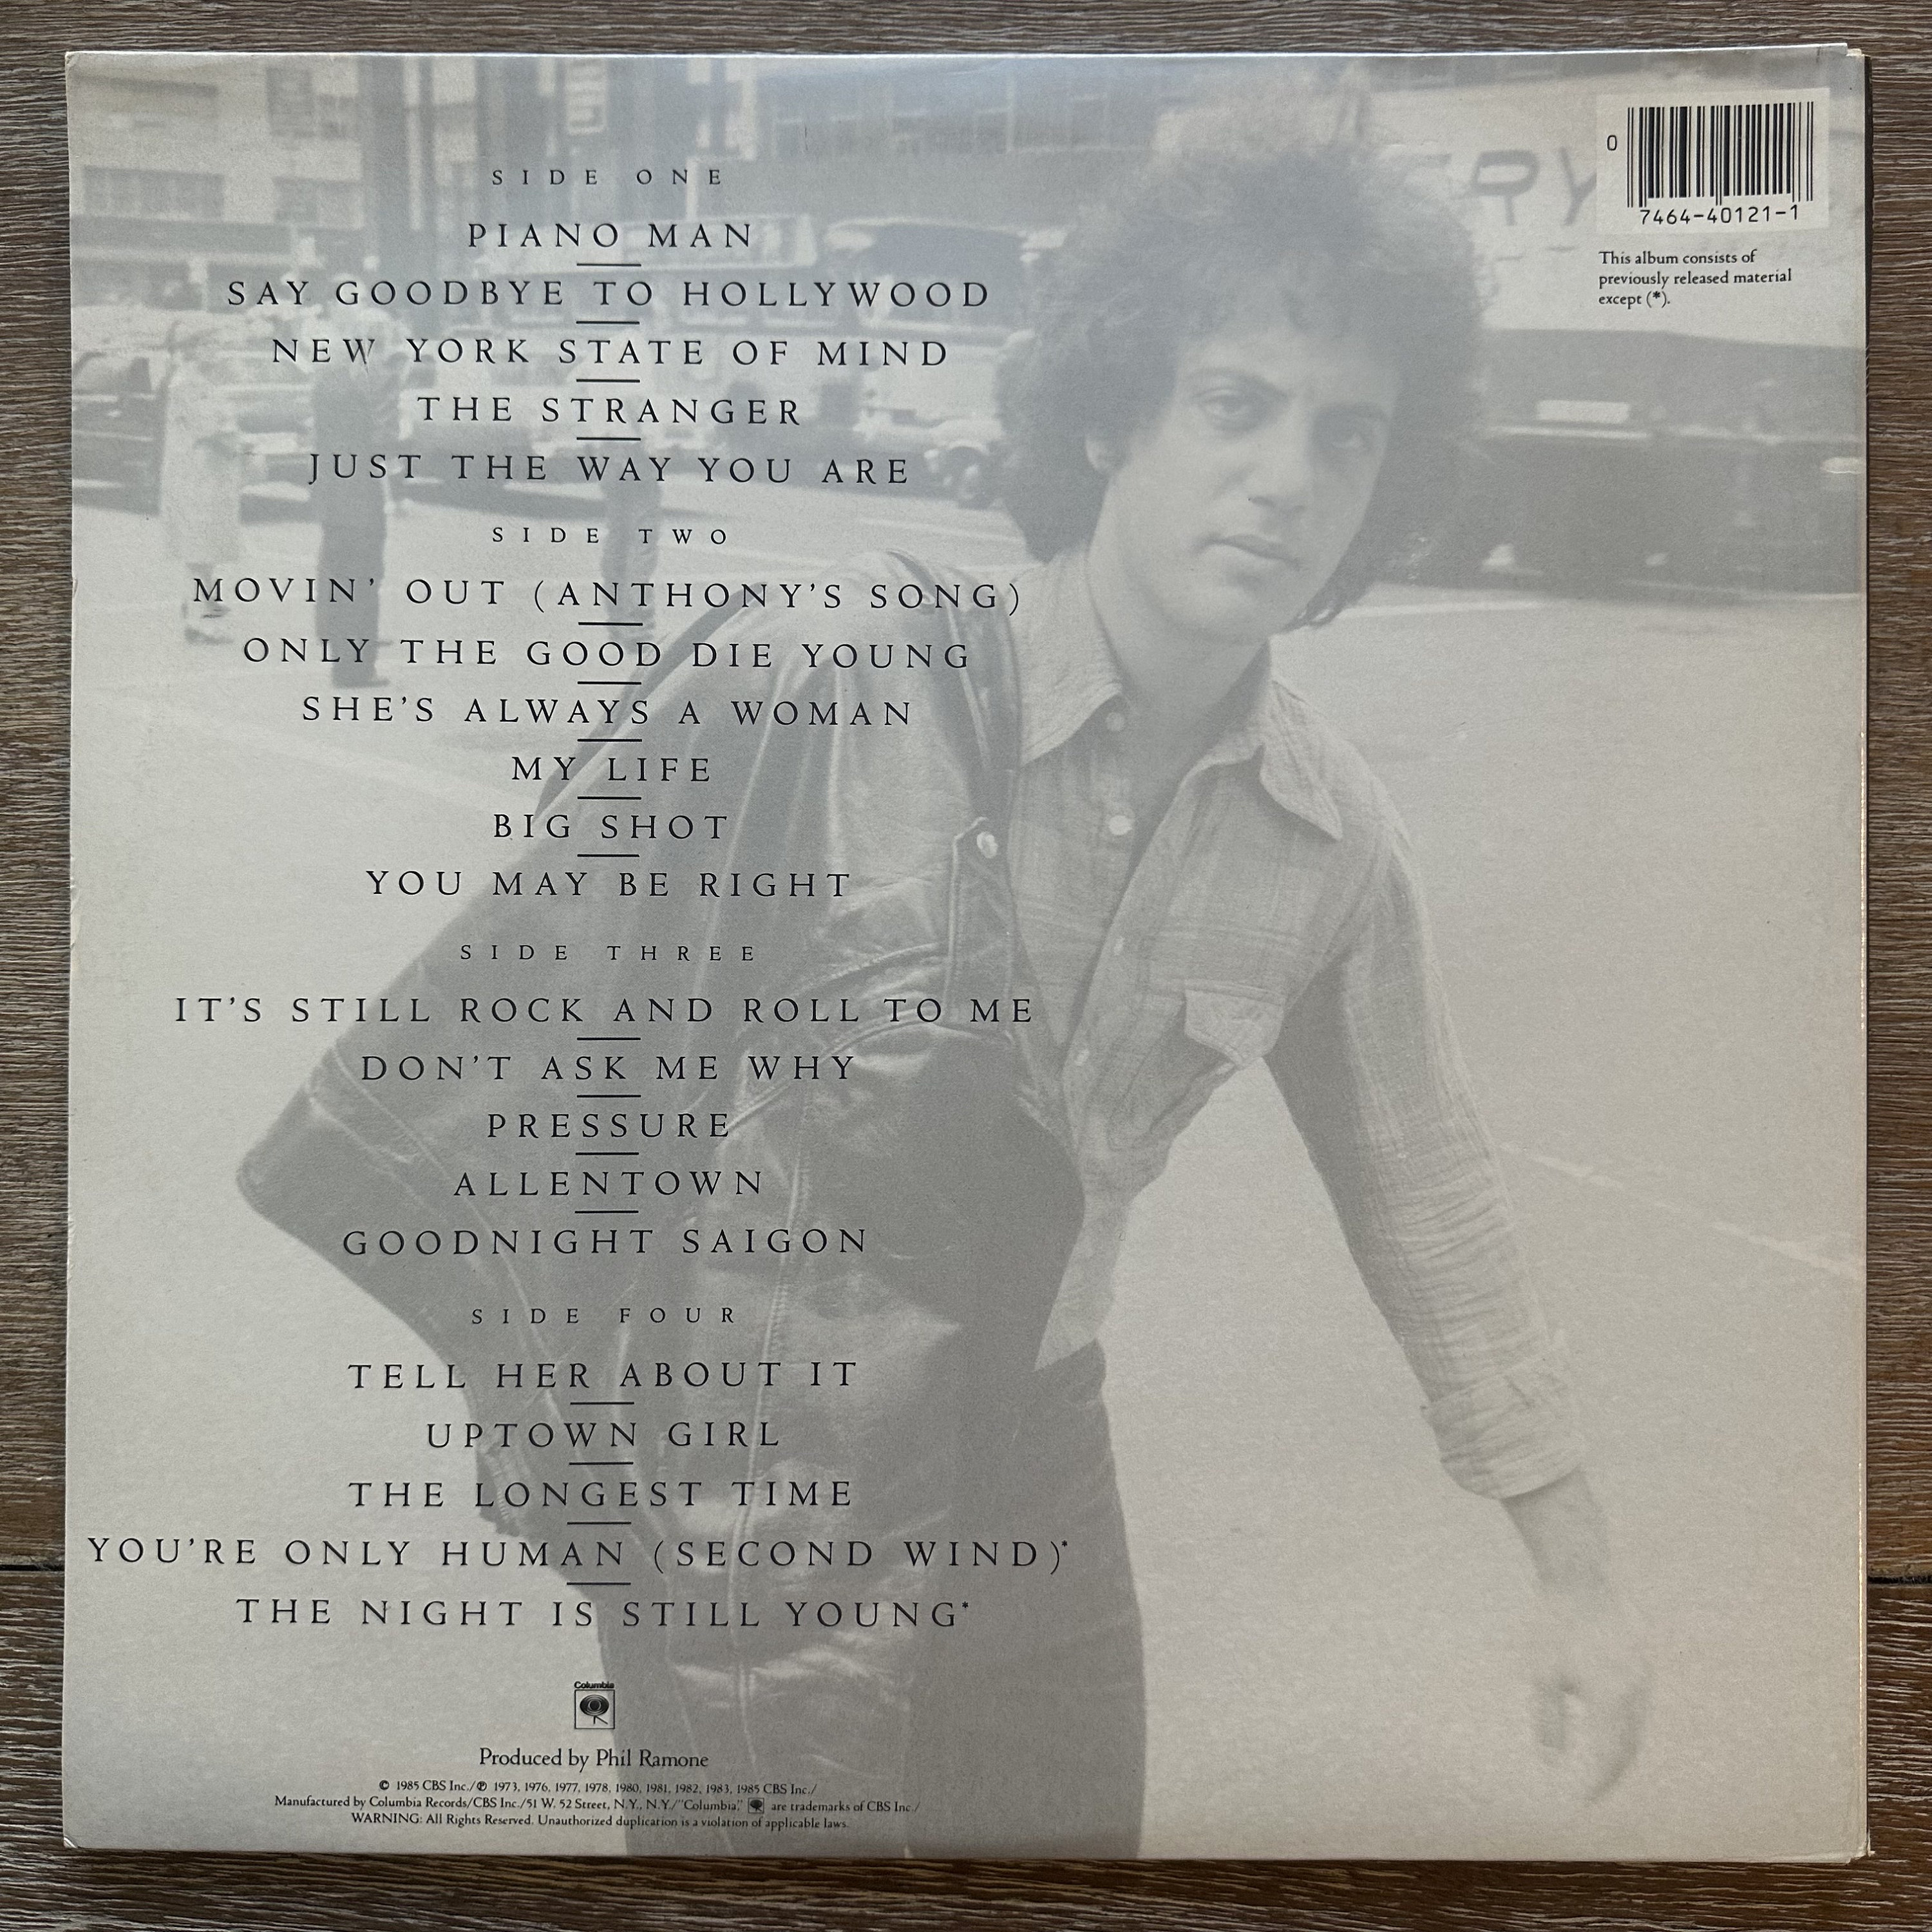 SIDE ONE
PIANO MAN
SAY GOODBYE TO HOLLYWOOD
NEW YORK STATE OF MIND
THE STRANGER
JUST THE WAY YOU ARE
SIDE TWO
MOVIN' OUT (ANTHONY'S SONG)
ONLY THE GOOD DIE YOUNG
SHE'S ALWAYS A WOMAN
MY LIFE
BIG SHOT
YOU MAY BE RIGHT
SIDE THREE
IT'S STILL ROCK AND ROLL TO ME
DON'T ASK ME WHY
PRESSURE
ALLENTOWN
GOODNIGHT SAIGON
SIDE FOUR
TELL HER ABOUT IT
UPTOWN GIRL
THE LONGEST TIME
YOU'RE ONLY HUMAN (SECOND WIND)*
THE NIGHT IS STILL YOUNG*
Columbia
Produced by Phil Ramone
© 1985 CBS Inc./℗ 1973, 1976, 1977, 1978, 1980, 1981, 1982, 1983, 1985 CBS Inc./
Manufactured by Columbia Records/CBS Inc./51 W. 52 Street, N.Y., N.Y./"Columbia," are trademarks of CBS Inc./
WARNING: All Rights Reserved. Unauthorized duplication is a violation of applicable laws.
RY
0
7464-40121-1
This album consists of
previously released material
except (*).